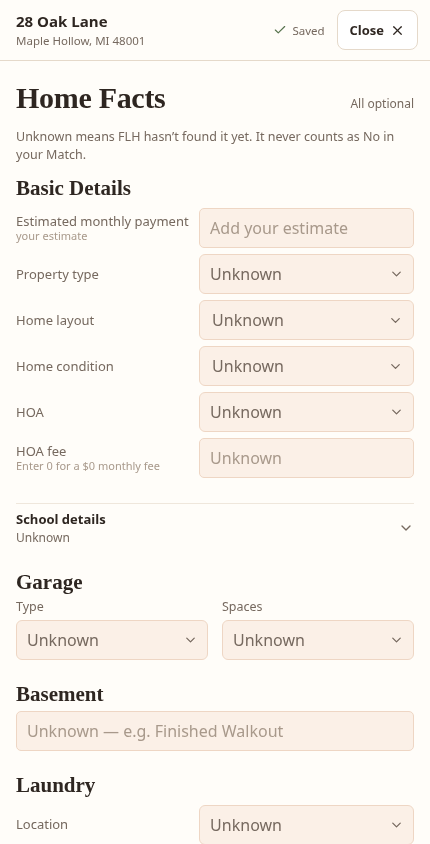 28 Oak Lane
Maple Hollow, MI 48001
Saved
Close
Home Facts
All optional
Unknown means FLH hasn’t found it yet. It never counts as No in
your Match.
Basic Details
Estimated monthly payment
your estimate
Add your estimate
Property type
Unknown
Home layout
Unknown
Home condition
Unknown
HOA
Unknown
HOA fee
Enter 0 for a $0 monthly fee
Unknown
School details
Unknown
Garage
Type
Spaces
Unknown
Unknown
Basement
Unknown — e.g. Finished Walkout
Laundry
Location
Unknown